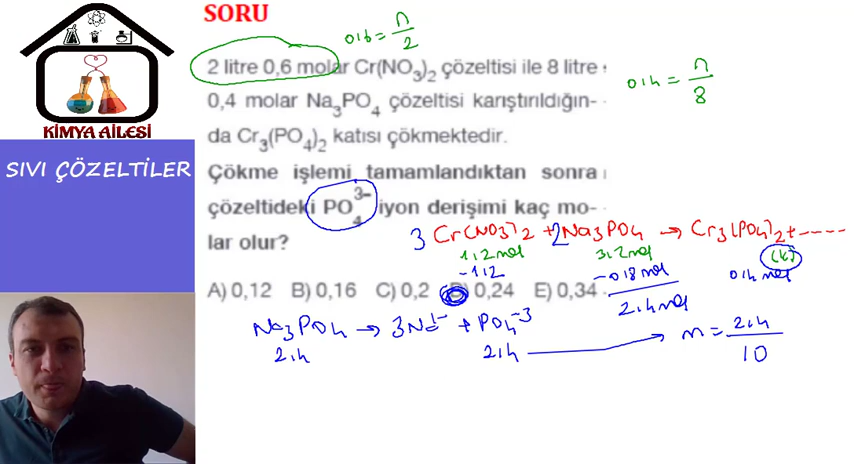 SORU
KİMYA AİLESİ
SIVI ÇÖZELTİLER
0,6 = n/2
2 litre 0,6 molar Cr(NO3)2 çözeltisi ile 8 litre
0,4 = n/8
0,4 molar Na3PO4 çözeltisi karıştırıldığın-
da Cr3(PO4)2 katısı çökmektedir.
Çökme işlemi tamamlandıktan sonra
çözeltideki PO4 3- iyon derişimi kaç mo-
lar olur?
3 Cr(NO3)2 + 2Na3PO4 → Cr3(PO4)2 + -----
1,2 mol 3,2 mol (k)
-1,2 -0,8 mol 0,4 mol
2,4 mol
A) 0,12 B) 0,16 C) 0,2 D) 0,24 E) 0,34
Na3PO4 → 3Na + PO4 -3 m = 2,4/10
2,4 2,4